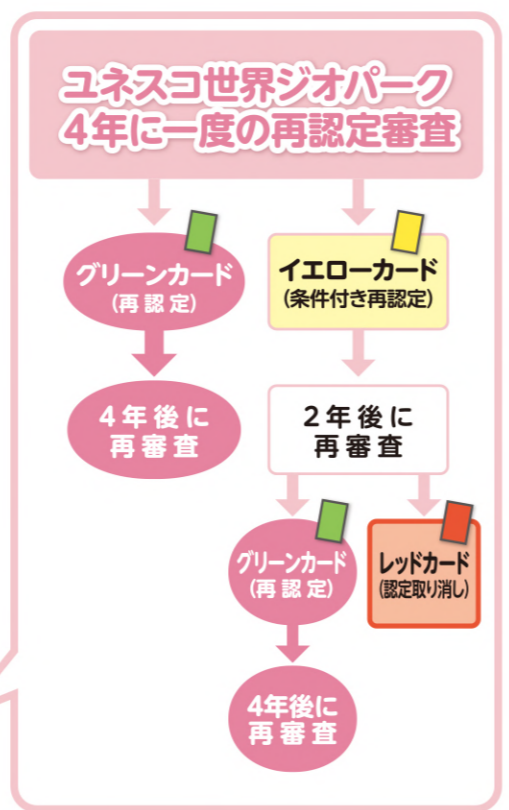 ユネスコ世界ジオパーク
4年に一度の再認定審査
グリーンカード
(再認定)
イエローカード
(条件付き再認定)
4年後に
再審査
2年後に
再審査
グリーンカード
(再認定)
レッドカード
(認定取り消し)
4年後に
再審査